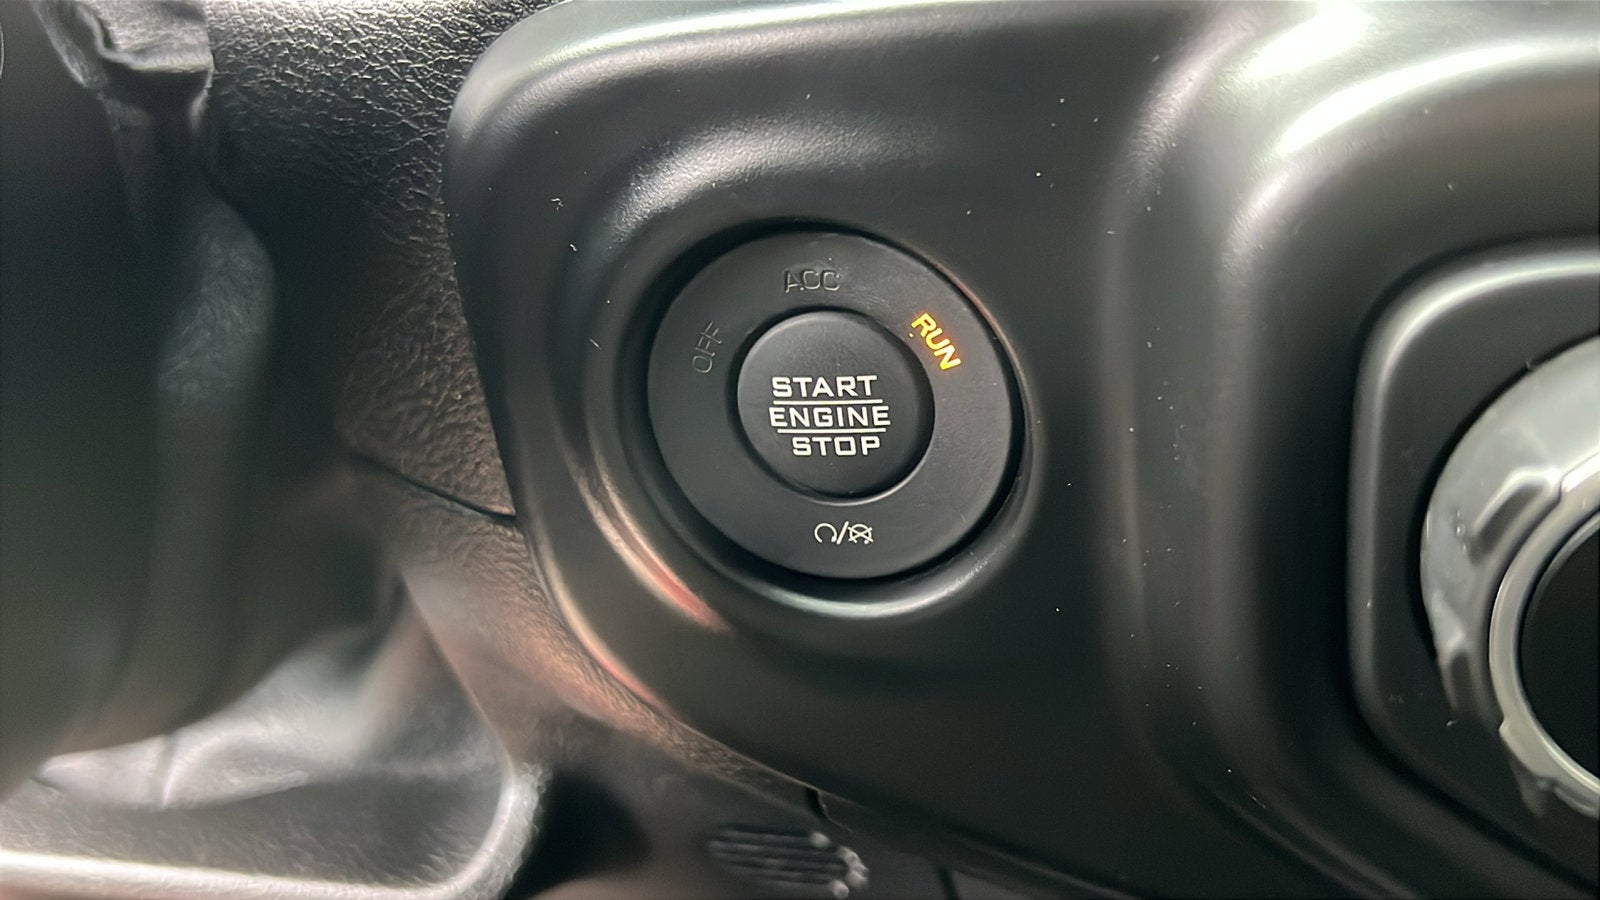 ACC
OFF
RUN
START
ENGINE
STOP